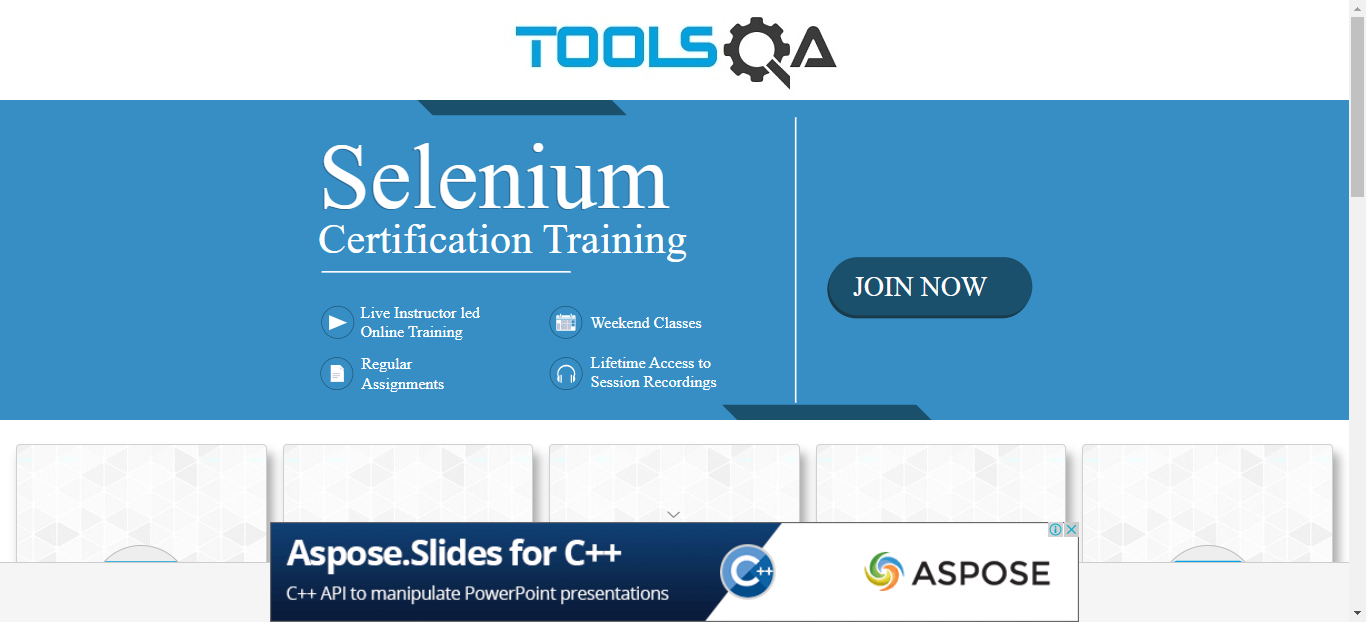 TOOLSQA
Selenium
Certification Training
Live Instructor led
Online Training
Weekend Classes
Regular
Assignments
Lifetime Access to
Session Recordings
JOIN NOW
Aspose.Slides for C++
C++ API to manipulate PowerPoint presentations
C++
ASPOSE